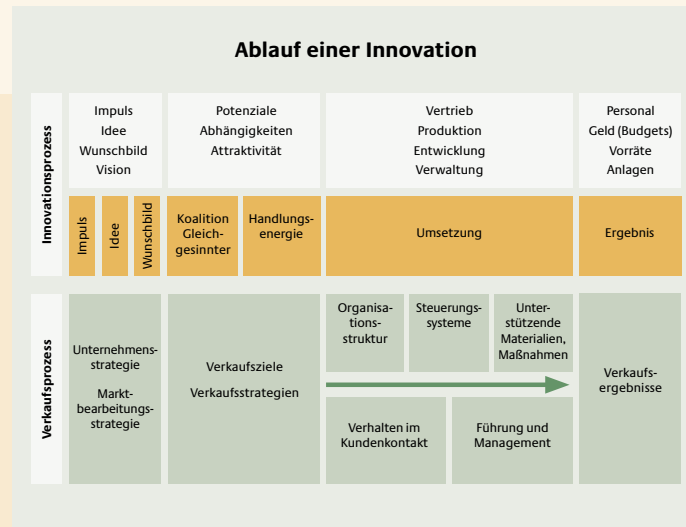 Ablauf einer Innovation
Innovationsprozess
Impuls
Idee
Wunschbild
Vision
Potenziale
Abhängigkeiten
Attraktivität
Vertrieb
Produktion
Entwicklung
Verwaltung
Personal
Geld (Budgets)
Vorräte
Anlagen
Impuls
Idee
Wunschbild
Koalition
Gleich-
gesinnter
Handlungs-
energie
Umsetzung
Ergebnis
Verkaufsprozess
Unternehmens-
strategie
Markt-
bearbeitungs-
strategie
Verkaufsziele
Verkaufsstrategien
Organisa-
tions-
struktur
Steuerungs-
systeme
Unter-
stützende
Materialien,
Maßnahmen
Verhalten im
Kundenkontakt
Führung und
Management
Verkaufs-
ergebnisse